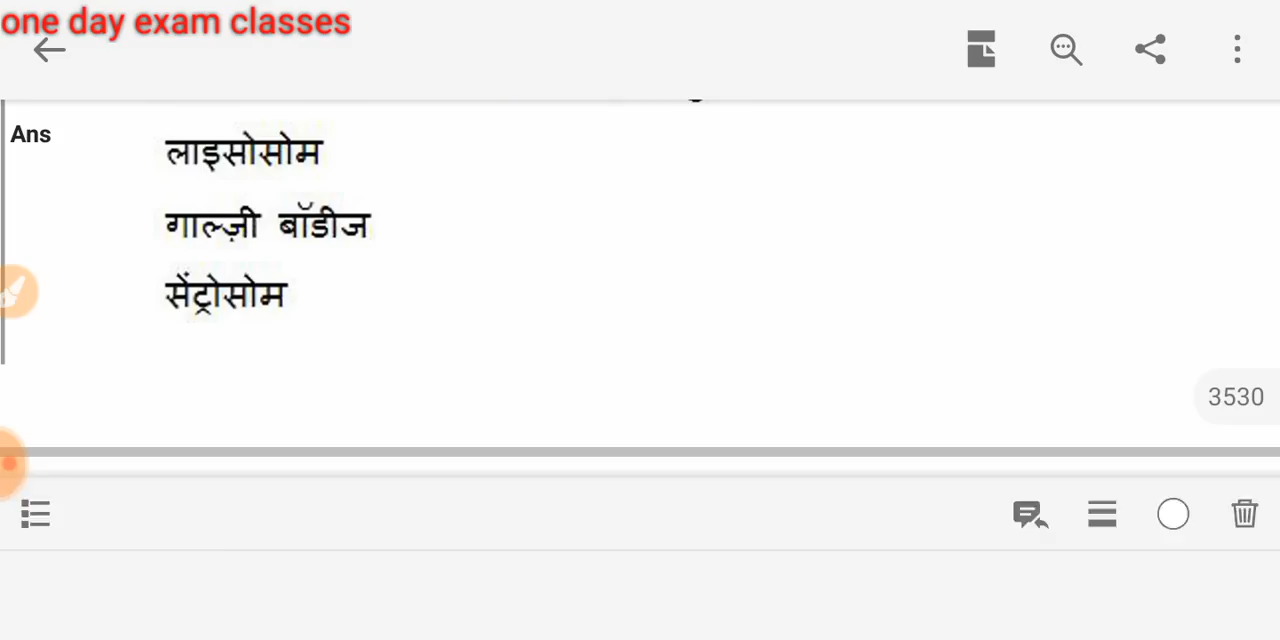 one day exam classes
Ans
लाइसोसोम
गाल्ज़ी बॉडीज
सेंट्रोसोम
3530